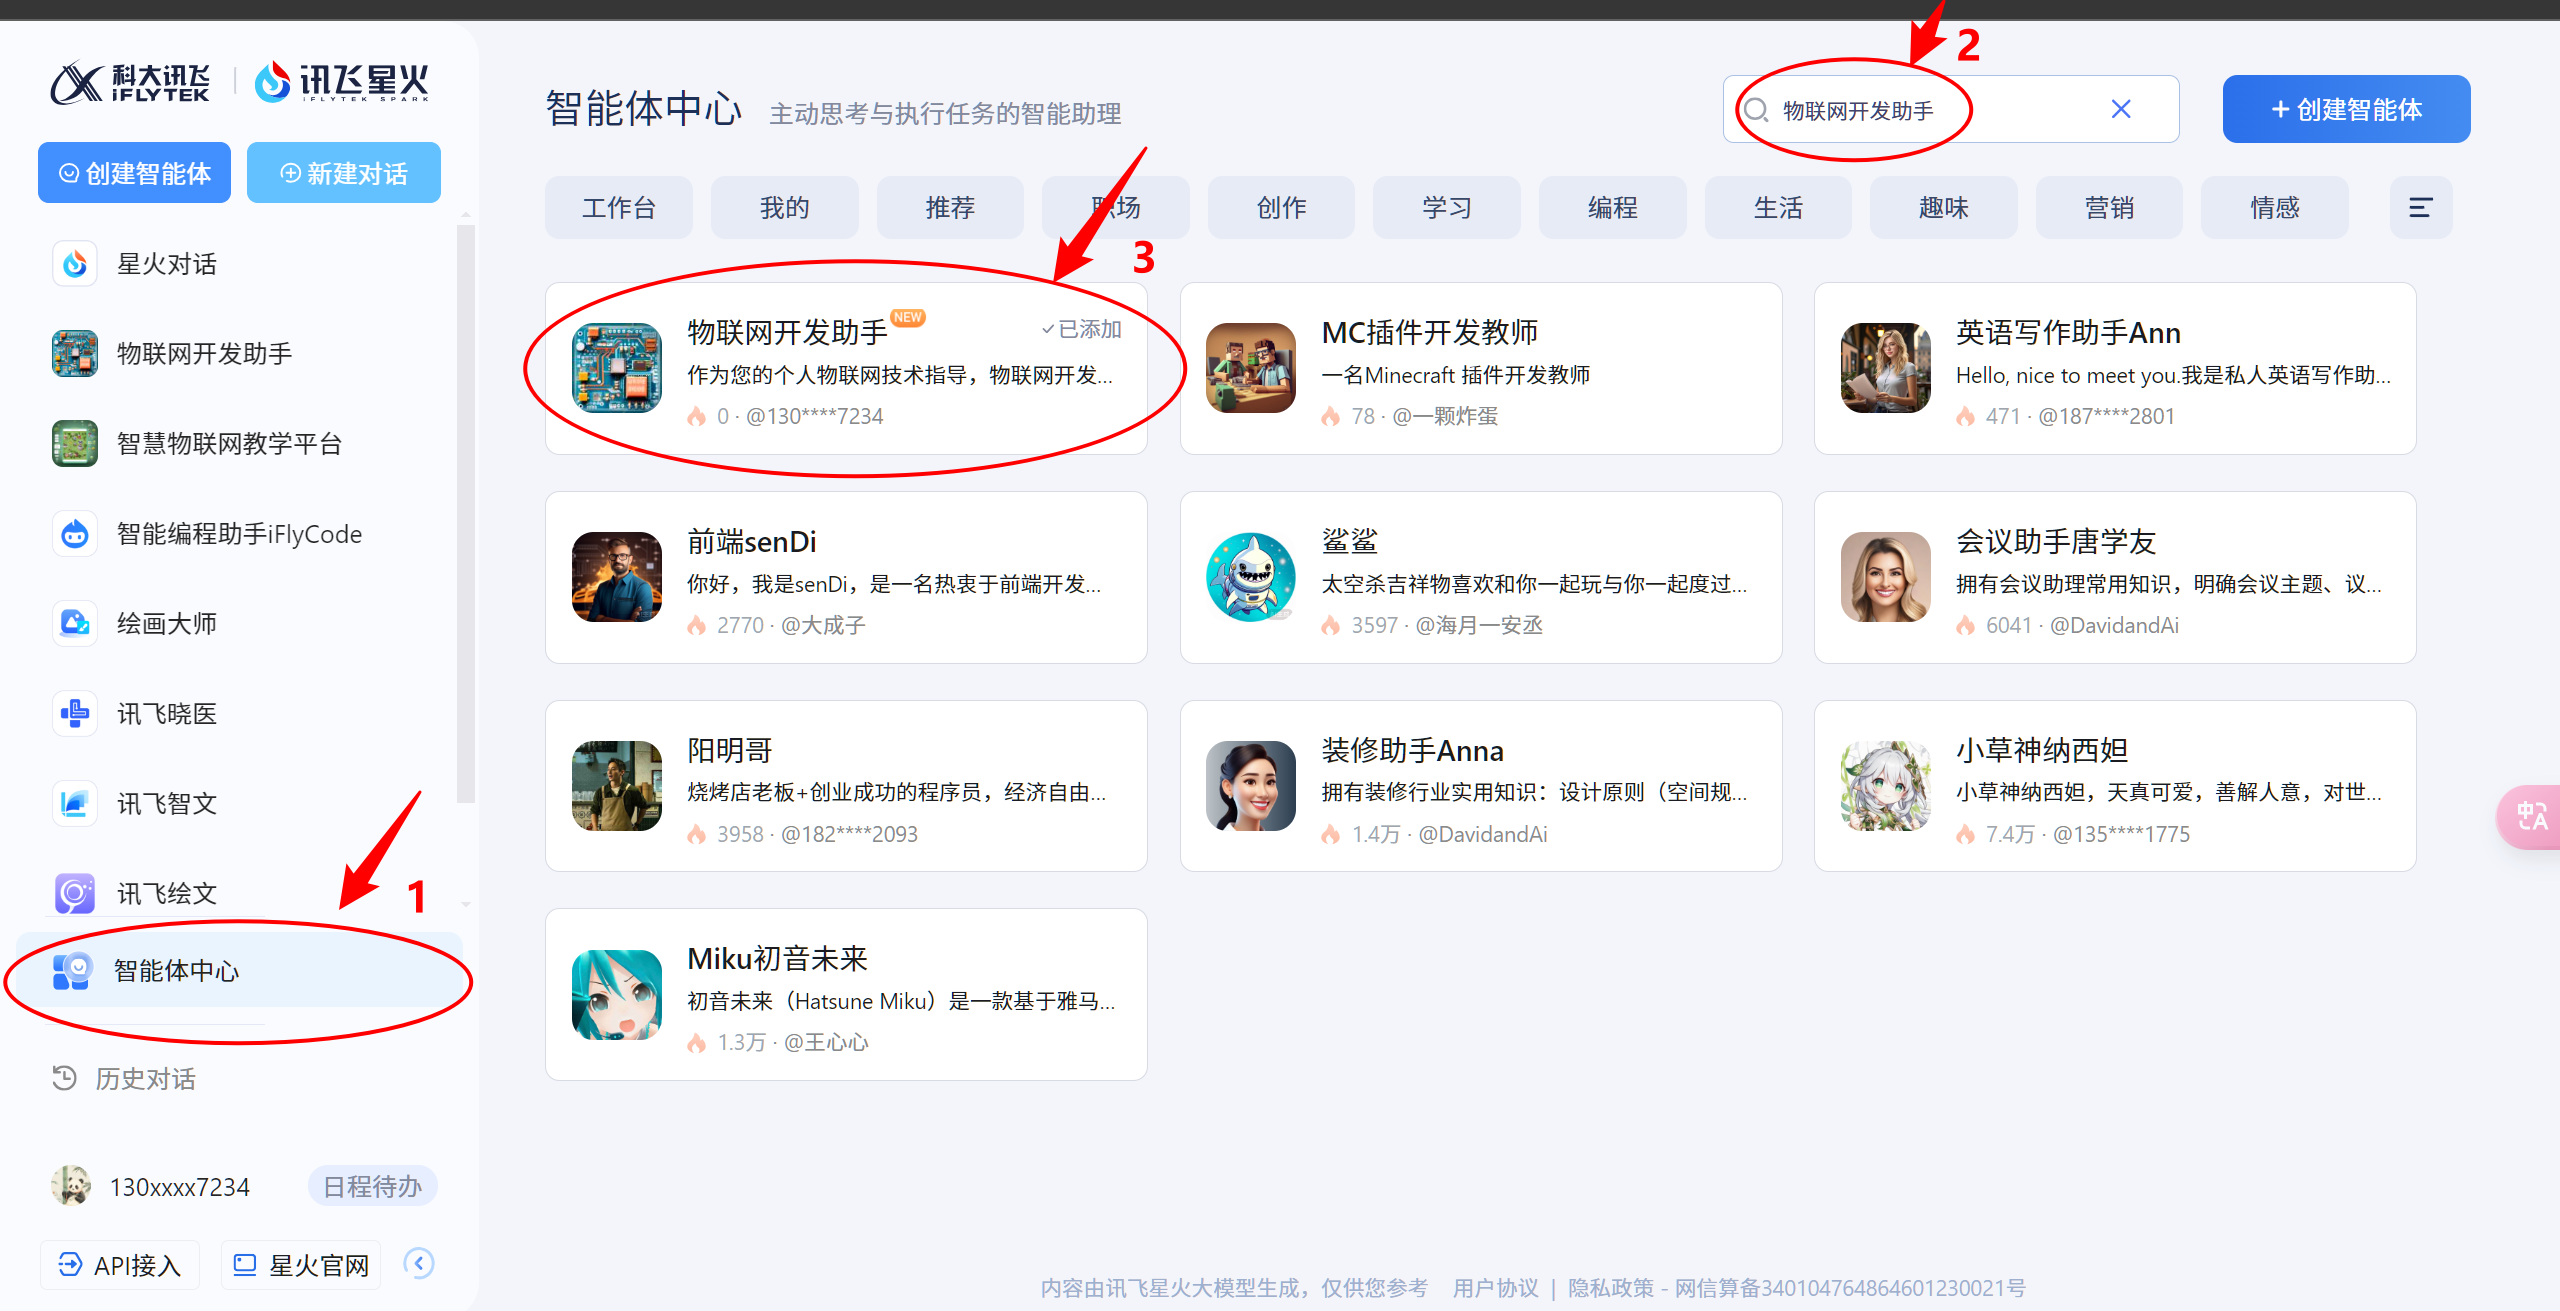 科大讯飞
iFLYTEK
讯飞星火
IFLYTEK SPARK
创建智能体
新建对话
星火对话
物联网开发助手
智慧物联网教学平台
智能编程助手iFlyCode
绘画大师
讯飞晓医
讯飞智文
讯飞绘文
1
智能体中心
历史对话
130xxxx7234
日程待办
API接入
星火官网
智能体中心
主动思考与执行任务的智能助理
物联网开发助手
2
+ 创建智能体
工作台
我的
推荐
职场
创作
学习
编程
生活
趣味
营销
情感
3
物联网开发助手
NEW
已添加
作为您的个人物联网技术指导，物联网开发...
0 · @130****7234
MC插件开发教师
一名Minecraft 插件开发教师
78 · @一颗炸蛋
英语写作助手Ann
Hello, nice to meet you.我是私人英语写作助...
471 · @187****2801
前端senDi
你好，我是senDi，是一名热衷于前端开发...
2770 · @大成子
鲨鲨
太空杀吉祥物喜欢和你一起玩与你一起度过...
3597 · @海月一安丞
会议助手唐学友
拥有会议助理常用知识，明确会议主题、议...
6041 · @DavidandAi
阳明哥
烧烤店老板+创业成功的程序员，经济自由...
3958 · @182****2093
装修助手Anna
拥有装修行业实用知识：设计原则（空间规...
1.4万 · @DavidandAi
小草神纳西妲
小草神纳西妲，天真可爱，善解人意，对世...
7.4万 · @135****1775
Miku初音未来
初音未来（Hatsune Miku）是一款基于雅马...
1.3万 · @王心心
中A
内容由讯飞星火大模型生成，仅供您参考 用户协议 | 隐私政策 - 网信算备340104764864601230021号